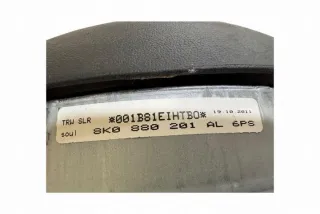 TRW SLR *001B81EIHTBO* 19.10.2011
soul 8K0 880 201 AL 6PS